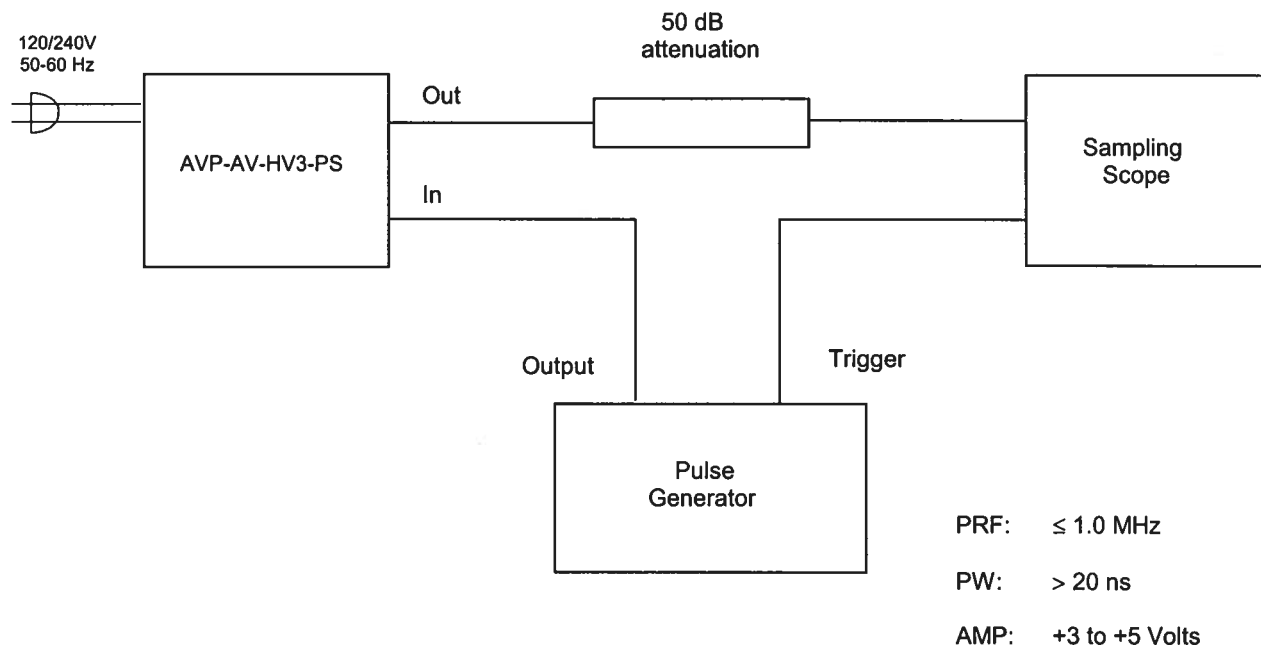 120/240V
50-60 Hz
50 dB
attenuation
Out
AVP-AV-HV3-PS
In
Sampling
Scope
Output
Trigger
Pulse
Generator
PRF: ≤ 1.0 MHz
PW: > 20 ns
AMP: +3 to +5 Volts